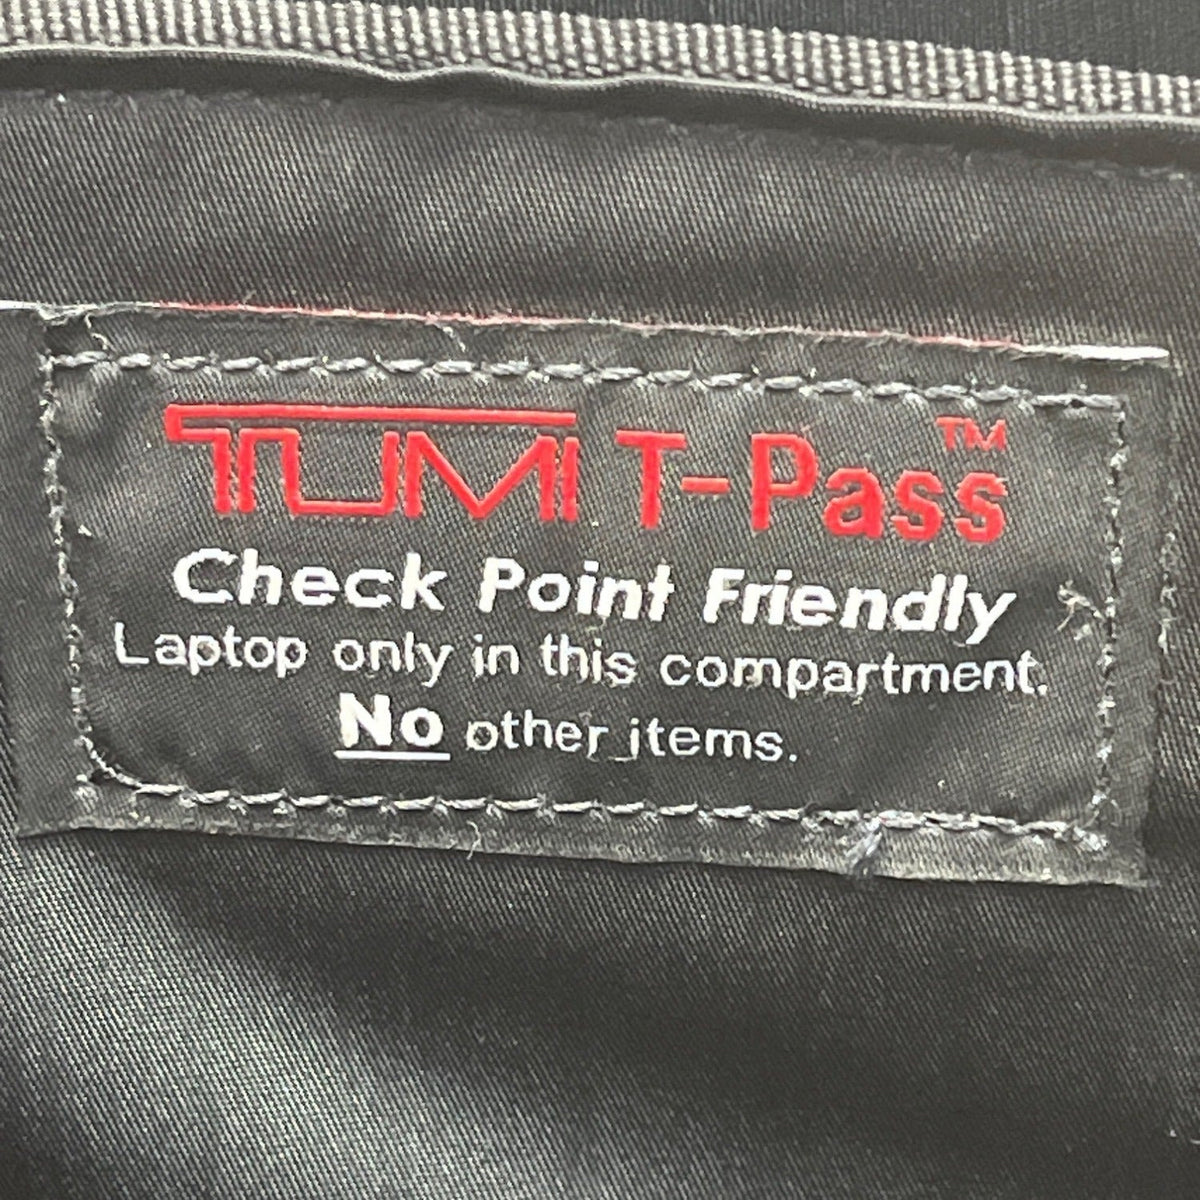 TUMI T-Pass™
Check Point Friendly
Laptop only in this compartment.
No other items.